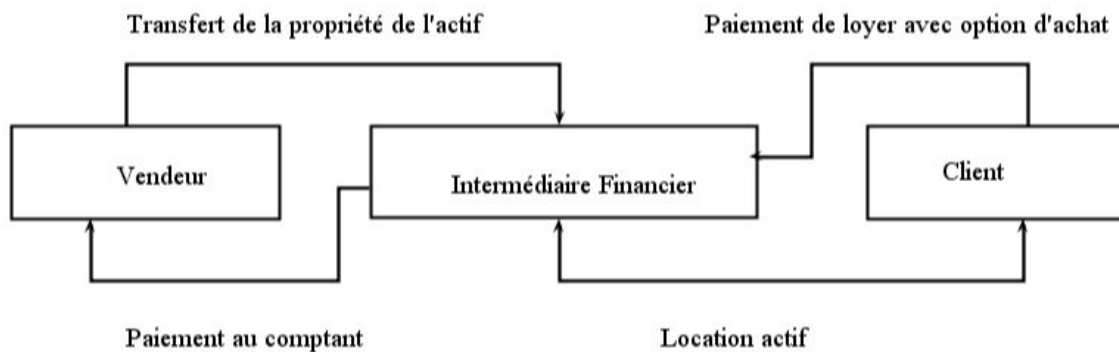 Transfert de la propriété de l'actif
Paiement de loyer avec option d'achat
Vendeur
Intermédiaire Financier
Client
Paiement au comptant
Location actif